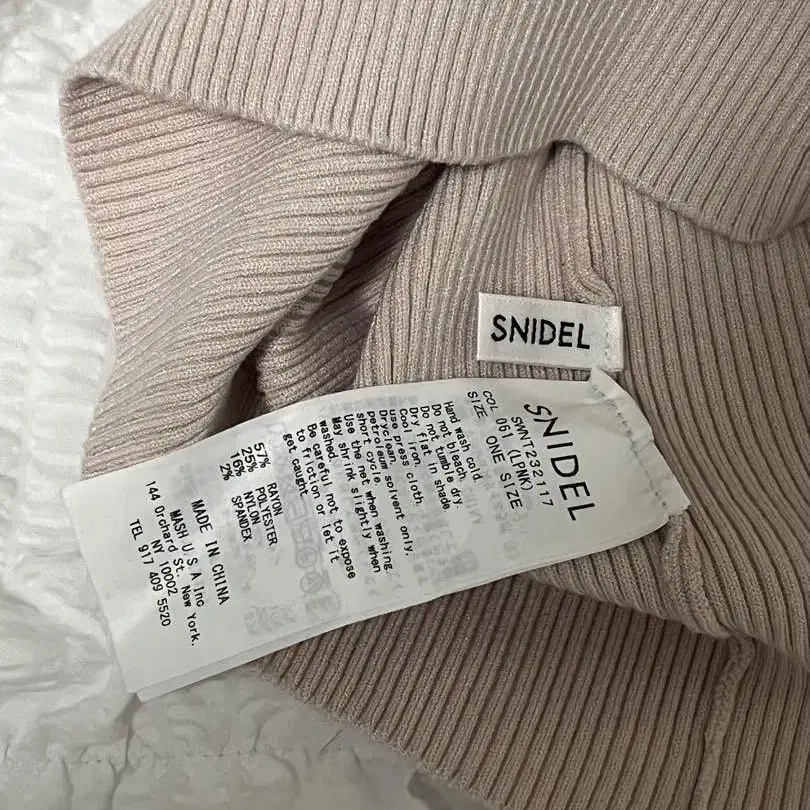 SNIDEL
SNIDEL
SWNT232117
COL 061 (LPNK)
SIZE ONE SIZE
Hand wash cold.
Do not bleach.
Do not tumble dry.
Dry flat in shade
Cool iron.
use press cloth.
Dryclean,
petroleum solvent only.
short cycle.
Use the net when washing.
May shrink slightly when
washed.
Be careful not to expose
to friction or let it
get caught.
57% RAYON
25% POLYESTER
16% NYLON
2% SPANDEX
MADE IN CHINA
MASH U.S.A Inc
144 Orchard St. New York,
NY 10002
TEL 917 409 5520